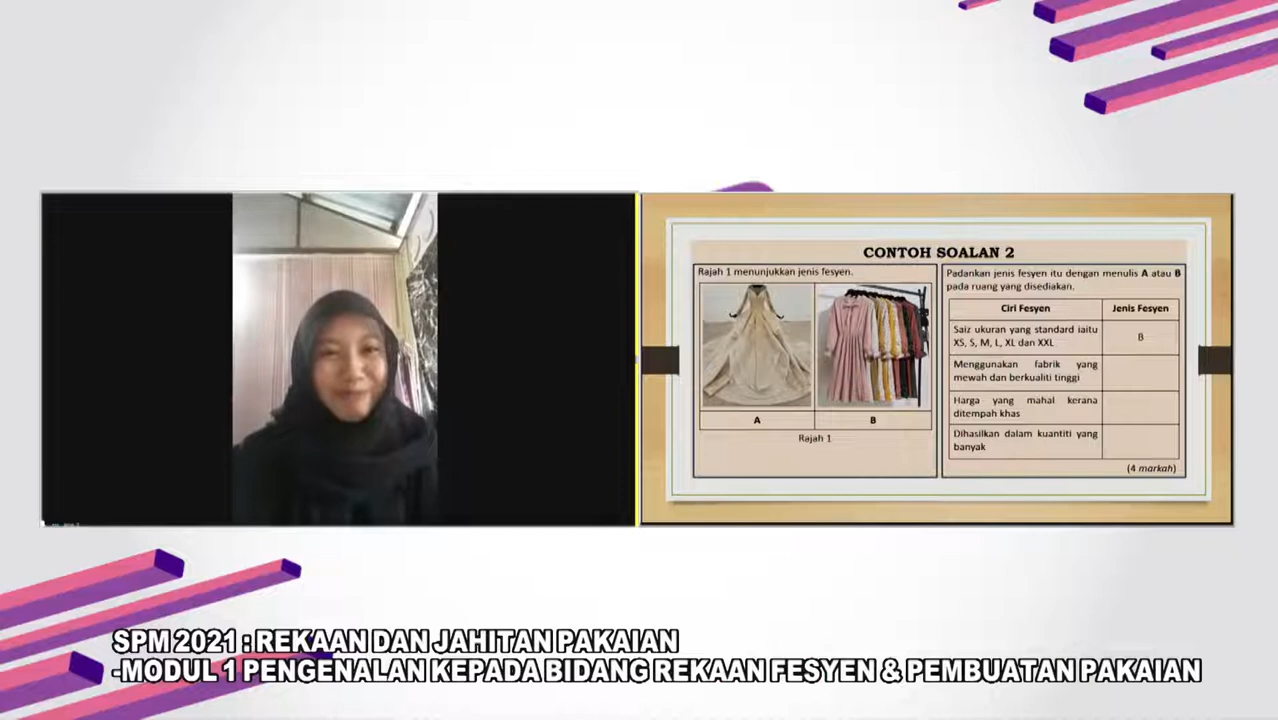 CONTOH SOALAN 2
Rajah 1 menunjukkan jenis fesyen.
A
B
Rajah 1
Padankan jenis fesyen itu dengan menulis A atau B
pada ruang yang disediakan.
Ciri Fesyen
Jenis Fesyen
Saiz ukuran yang standard iaitu
XS, S, M, L, XL dan XXL
B
Menggunakan fabrik yang
mewah dan berkualiti tinggi
Harga yang mahal kerana
ditempah khas
Dihasilkan dalam kuantiti yang
banyak
(4 markah)
SPM 2021 : REKAAN DAN JAHITAN PAKAIAN
-MODUL 1 PENGENALAN KEPADA BIDANG REKAAN FESYEN & PEMBUATAN PAKAIAN